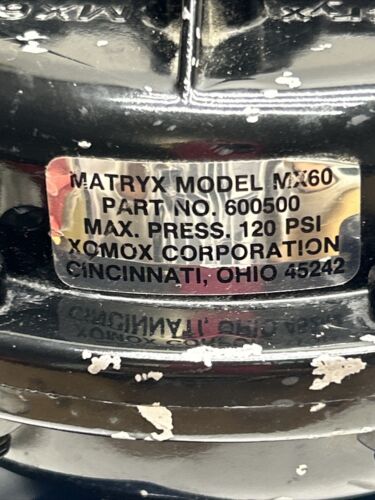 MATRYX MODEL MX60
PART NO. 600500
MAX. PRESS. 120 PSI
XOMOX CORPORATION
CINCINNATI, OHIO 45242